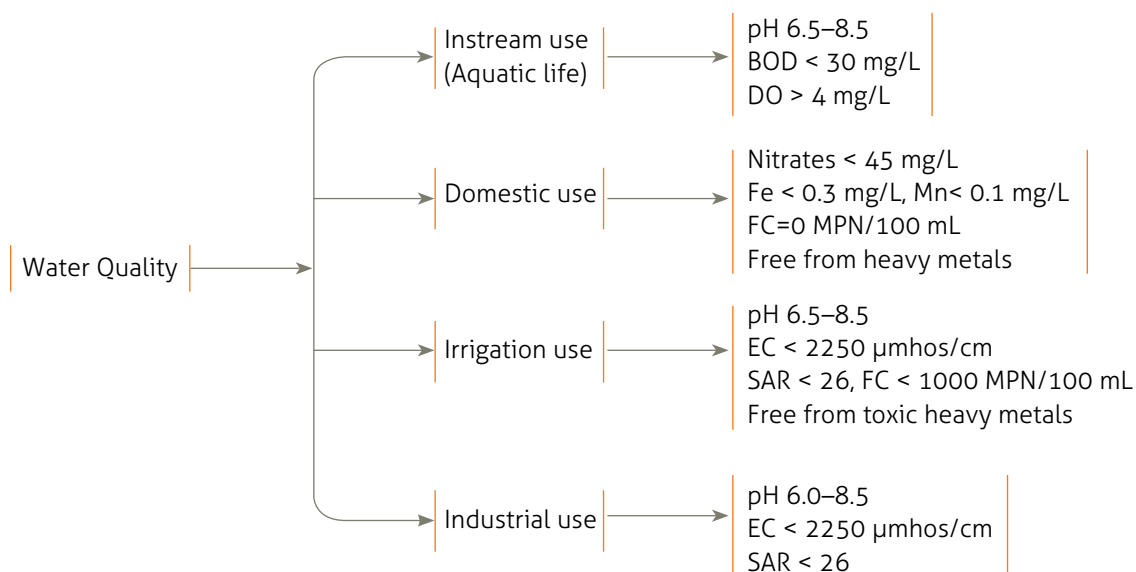 Water Quality
Instream use
(Aquatic life)
pH 6.5–8.5
BOD < 30 mg/L
DO > 4 mg/L
Domestic use
Nitrates < 45 mg/L
Fe < 0.3 mg/L, Mn< 0.1 mg/L
FC=0 MPN/100 mL
Free from heavy metals
Irrigation use
pH 6.5–8.5
EC < 2250 µmhos/cm
SAR < 26, FC < 1000 MPN/100 mL
Free from toxic heavy metals
Industrial use
pH 6.0–8.5
EC < 2250 µmhos/cm
SAR < 26